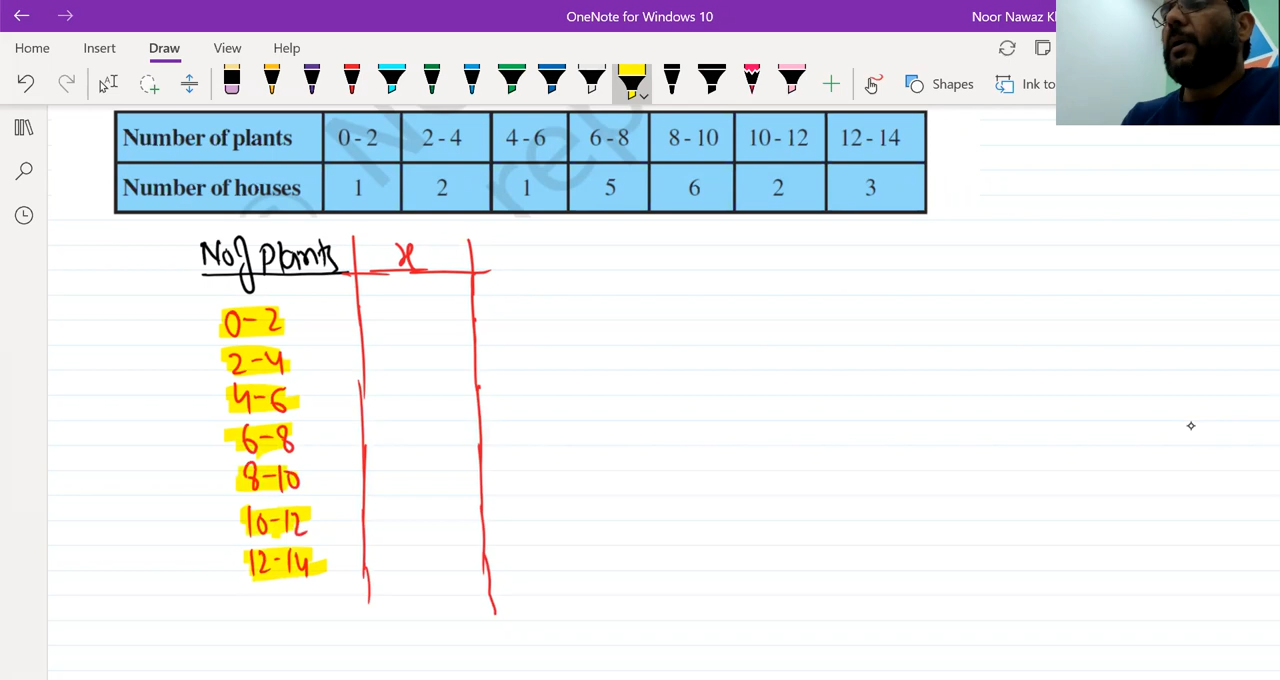 OneNote for Windows 10
Noor Nawaz Kh
Home Insert Draw View Help
Shapes
Ink to
Number of plants 0 - 2 2 - 4 4 - 6 6 - 8 8 - 10 10 - 12 12 - 14
Number of houses 1 2 1 5 6 2 3
No of Plants x
0-2
2-4
4-6
6-8
8-10
10-12
12-14